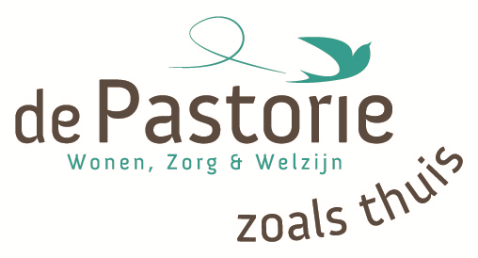 de Pastorie
Wonen, Zorg & Welzijn
zoals thuis